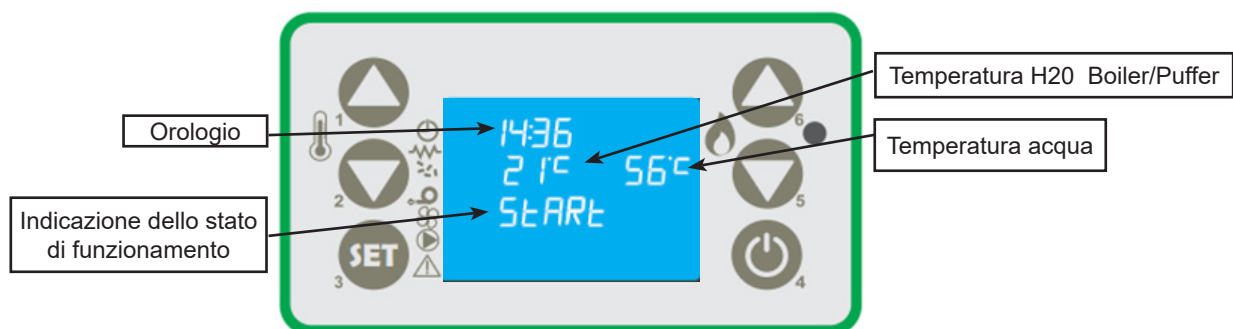 Temperatura H20 Boiler/Puffer
1
6
Orologio
14:36
Temperatura acqua
21°C
56°C
2
5
Indicazione dello stato
di funzionamento
StARt
SET
3
4